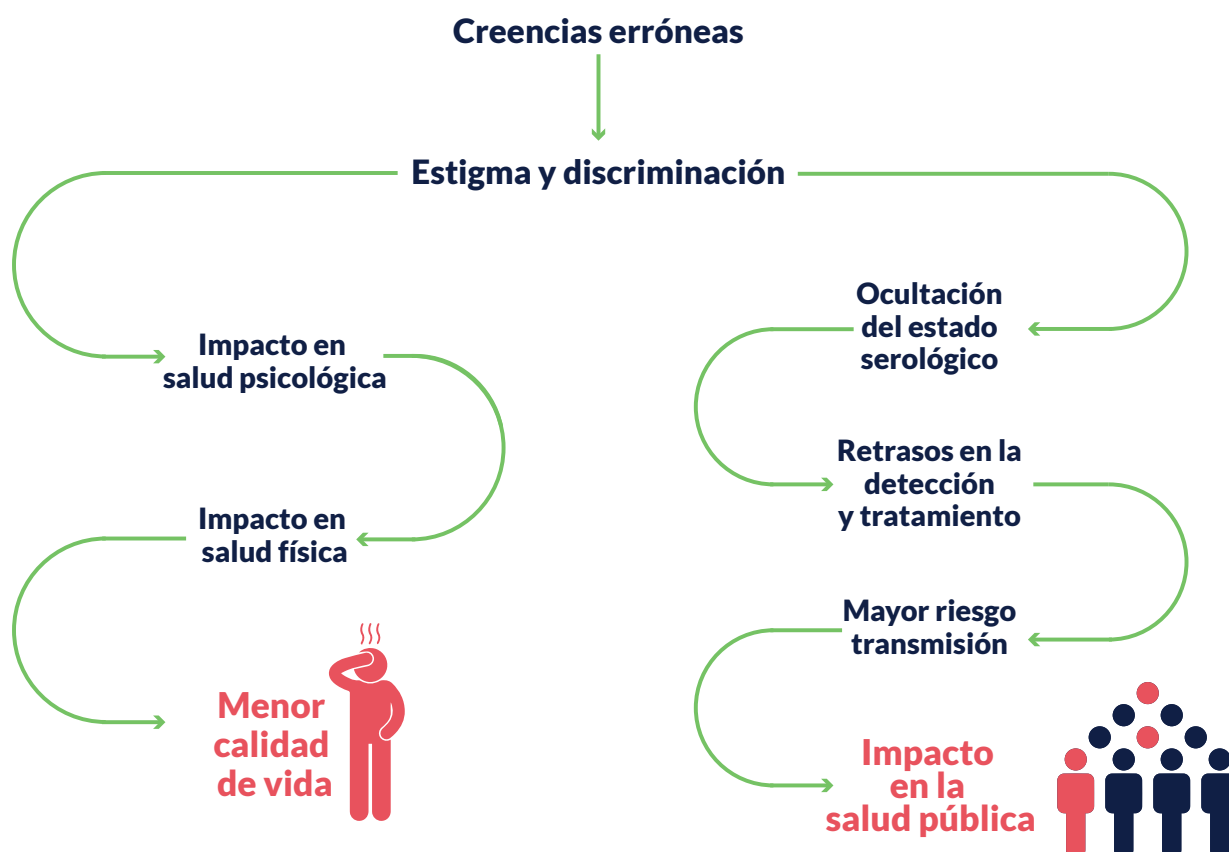 Creencias erróneas
Estigma y discriminación
Impacto en
salud psicológica
Impacto en
salud física
Menor
calidad
de vida
Ocultación
del estado
serológico
Retrasos en la
detección
y tratamiento
Mayor riesgo
transmisión
Impacto
en la
salud pública